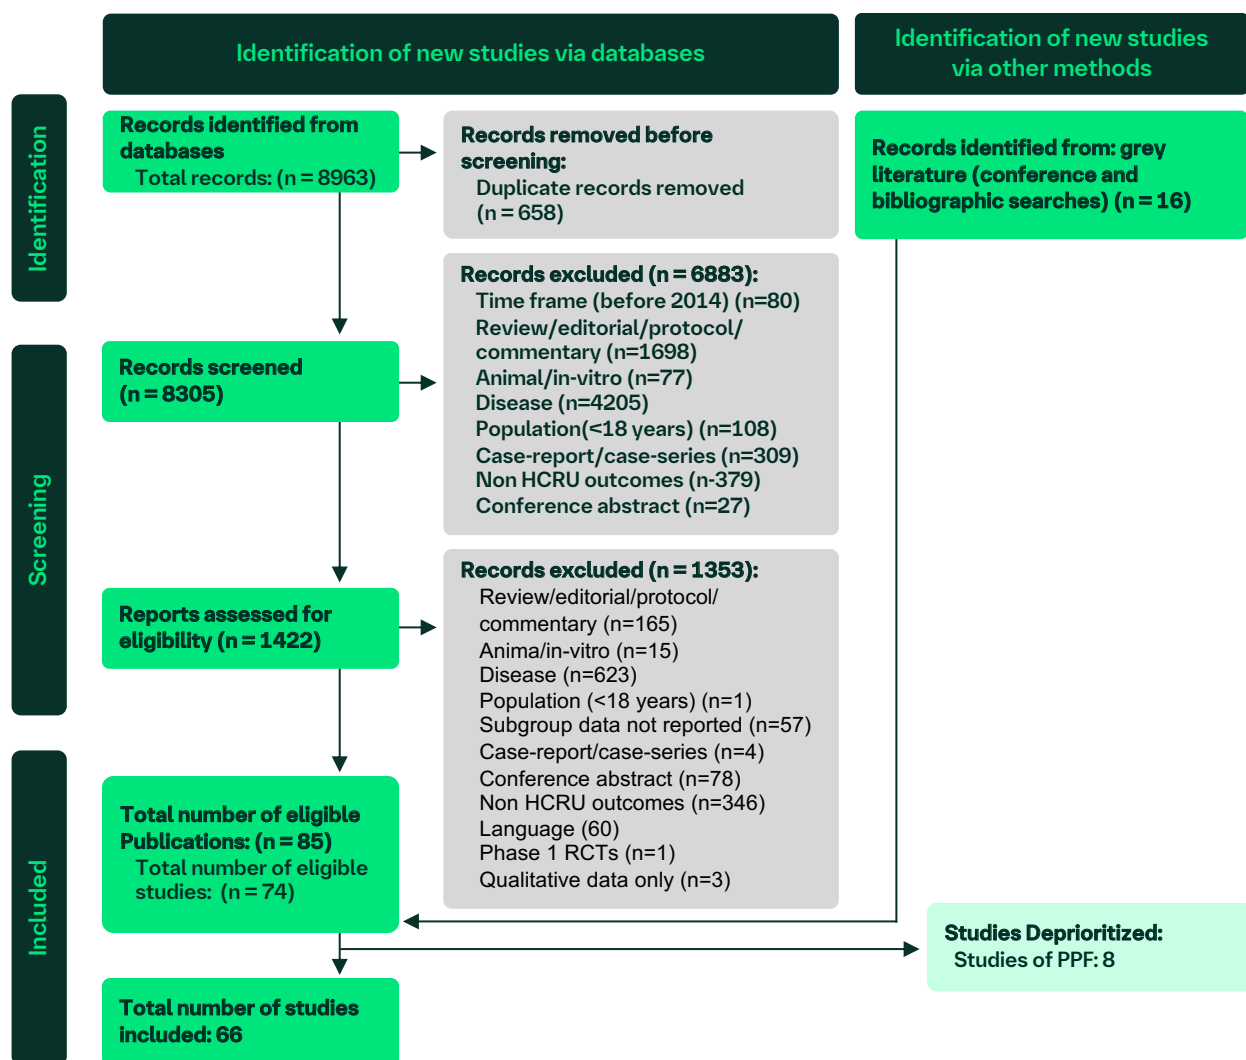 Identification of new studies via databases
Identification of new studies
via other methods
Identification
Records identified from
databases
Total records: (n = 8963)
Records removed before
screening:
Duplicate records removed
(n = 658)
Records identified from: grey
literature (conference and
bibliographic searches) (n = 16)
Screening
Records screened
(n = 8305)
Records excluded (n = 6883):
Time frame (before 2014) (n=80)
Review/editorial/protocol/
commentary (n=1698)
Animal/in-vitro (n=77)
Disease (n=4205)
Population(<18 years) (n=108)
Case-report/case-series (n=309)
Non HCRU outcomes (n-379)
Conference abstract (n=27)
Reports assessed for
eligibility (n = 1422)
Records excluded (n = 1353):
Review/editorial/protocol/
commentary (n=165)
Anima/in-vitro (n=15)
Disease (n=623)
Population (<18 years) (n=1)
Subgroup data not reported (n=57)
Case-report/case-series (n=4)
Conference abstract (n=78)
Non HCRU outcomes (n=346)
Language (60)
Phase 1 RCTs (n=1)
Qualitative data only (n=3)
Included
Total number of eligible
Publications: (n = 85)
Total number of eligible
studies:  (n = 74)
Studies Deprioritized:
Studies of PPF: 8
Total number of studies
included: 66